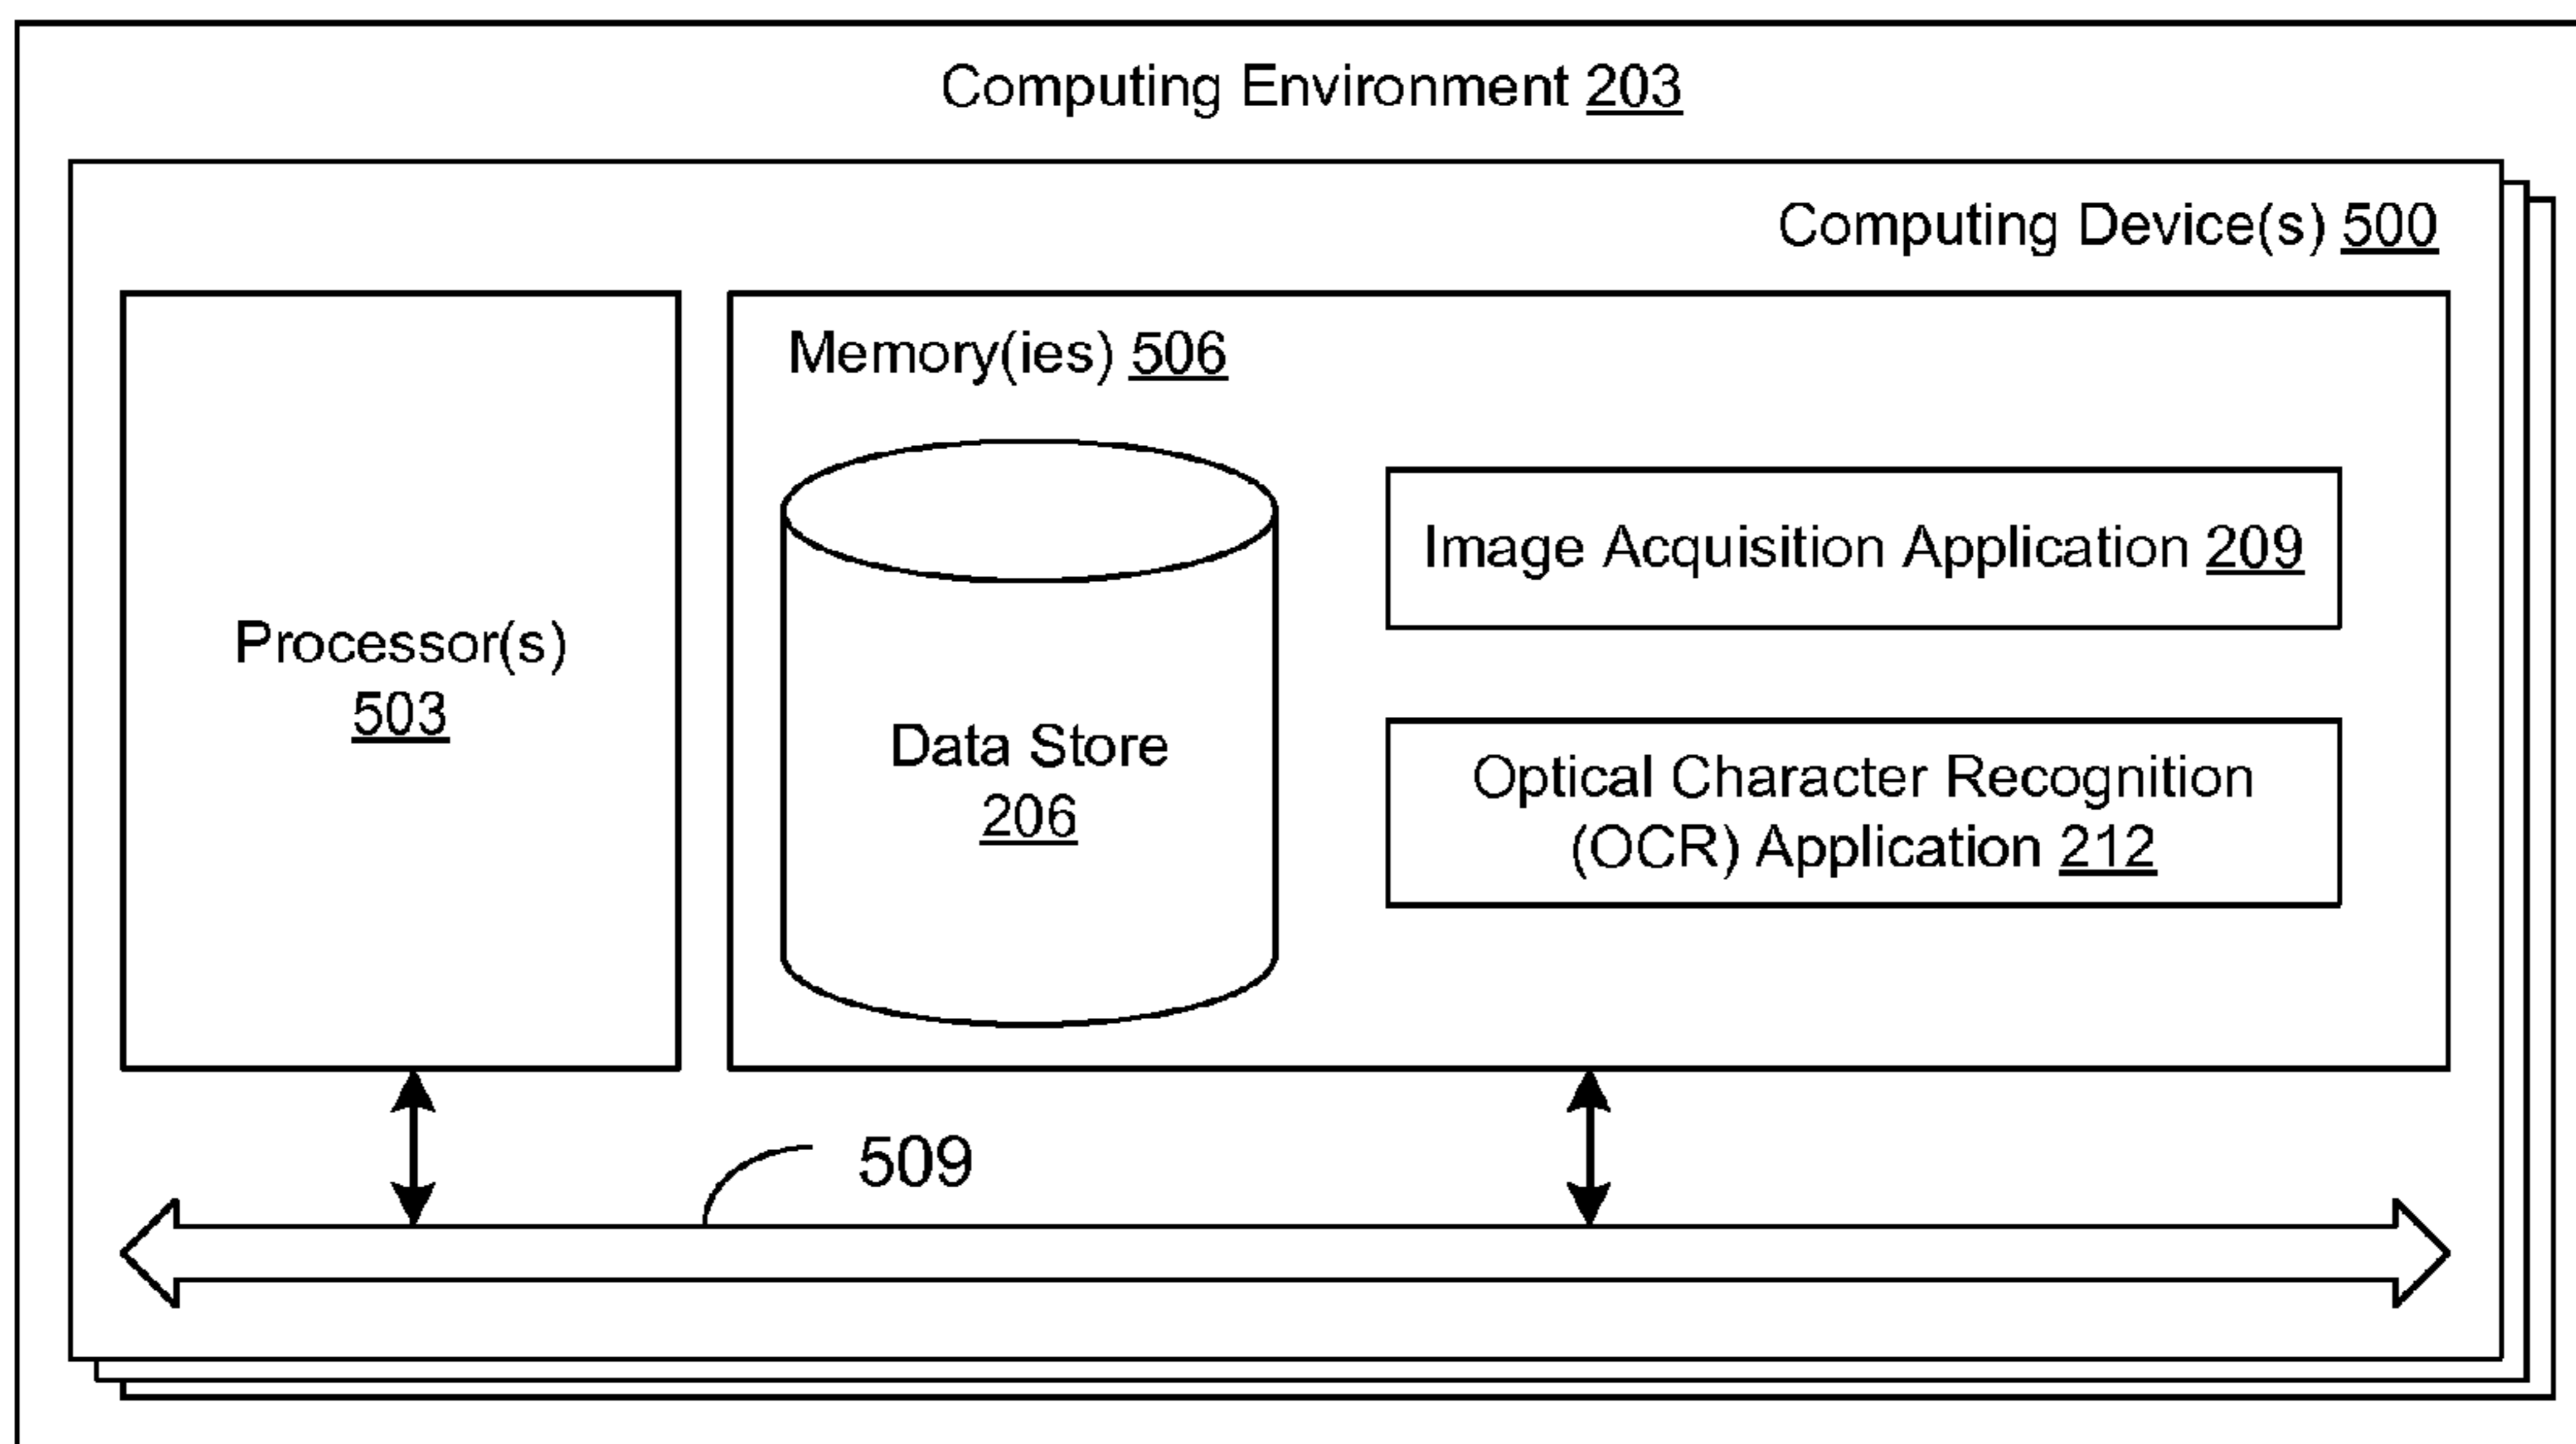 Computing Environment 203
Computing Device(s) 500
Processor(s)
503
Memory(ies) 506
Data Store
206
Image Acquisition Application 209
Optical Character Recognition
(OCR) Application 212
509